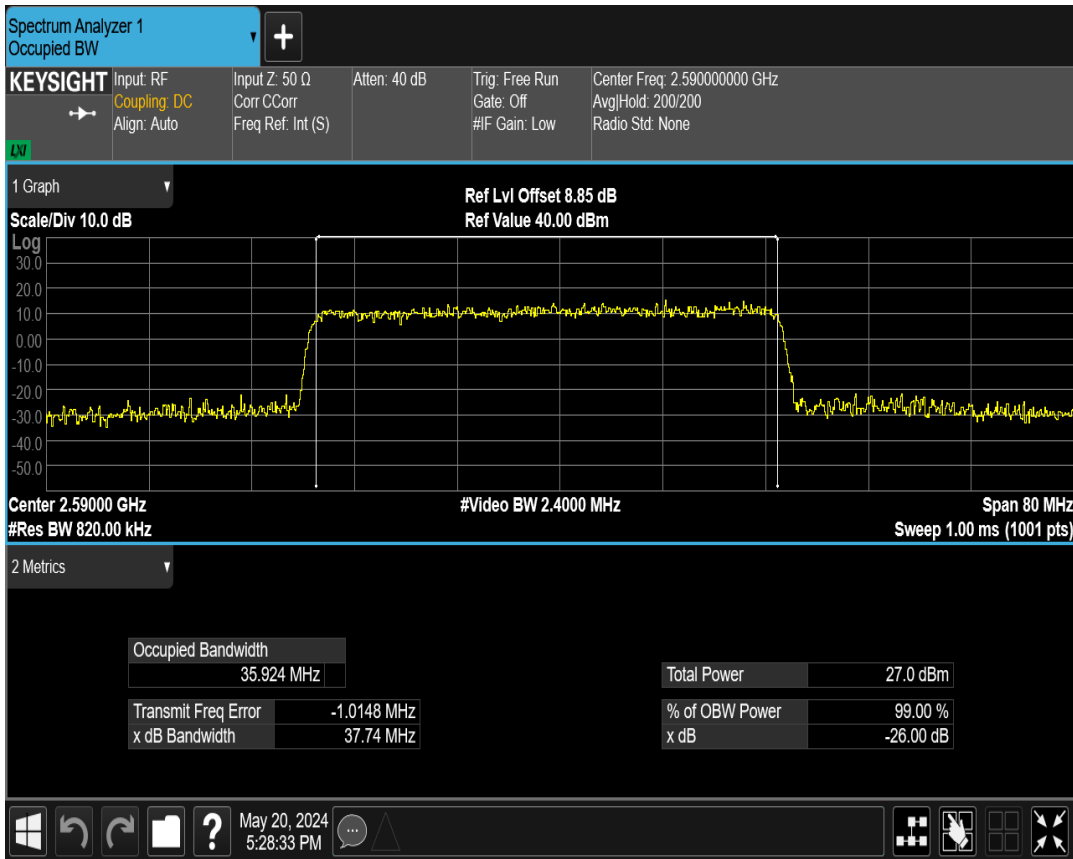 Spectrum Analyzer 1
Occupied BW
+
KEYSIGHT
LXI
Input: RF
Coupling: DC
Align: Auto
Input Z: 50 Ω
Corr CCorr
Freq Ref: Int (S)
Atten: 40 dB
Trig: Free Run
Gate: Off
#IF Gain: Low
Center Freq: 2.590000000 GHz
Avg|Hold: 200/200
Radio Std: None
1 Graph
Scale/Div 10.0 dB
Ref Lvl Offset 8.85 dB
Ref Value 40.00 dBm
Log
30.0
20.0
10.0
0.00
-10.0
-20.0
-30.0
-40.0
-50.0
Center 2.59000 GHz
#Video BW 2.4000 MHz
Span 80 MHz
#Res BW 820.00 kHz
Sweep 1.00 ms (1001 pts)
2 Metrics
Occupied Bandwidth
35.924 MHz
Total Power 27.0 dBm
Transmit Freq Error -1.0148 MHz
% of OBW Power 99.00 %
x dB Bandwidth 37.74 MHz
x dB -26.00 dB
?
May 20, 2024
5:28:33 PM